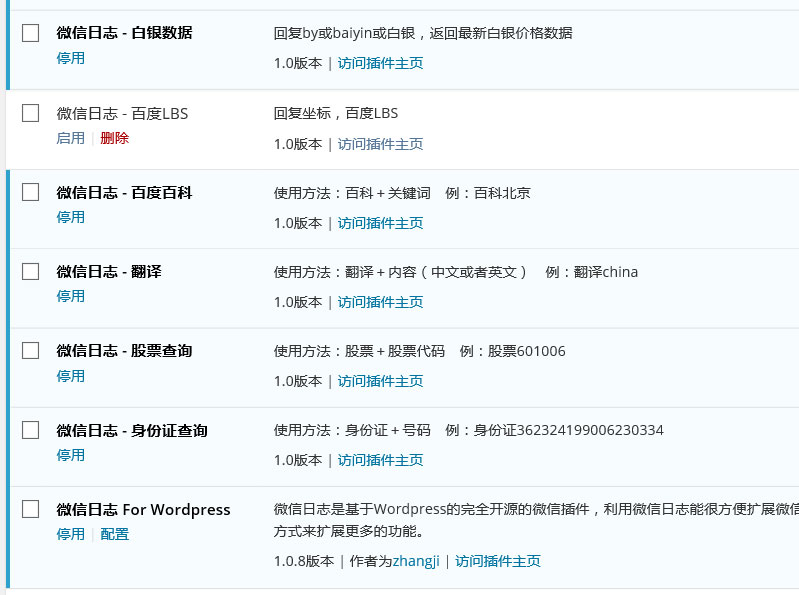 微信日志 - 白银数据
回复by或baiyin或白银，返回最新白银价格数据
停用
1.0版本 | 访问插件主页
微信日志 - 百度LBS
回复坐标，百度LBS
启用 | 删除
1.0版本 | 访问插件主页
微信日志 - 百度百科
使用方法：百科＋关键词　例：百科北京
停用
1.0版本 | 访问插件主页
微信日志 - 翻译
使用方法：翻译＋内容（中文或者英文）　例：翻译china
停用
1.0版本 | 访问插件主页
微信日志 - 股票查询
使用方法：股票＋股票代码　例：股票601006
停用
1.0版本 | 访问插件主页
微信日志 - 身份证查询
使用方法：身份证＋号码　例：身份证362324199006230334
停用
1.0版本 | 访问插件主页
微信日志 For Wordpress
微信日志是基于Wordpress的完全开源的微信插件，利用微信日志能很方便扩展微信
停用 | 配置
方式来扩展更多的功能。
1.0.8版本 | 作者为zhangji | 访问插件主页